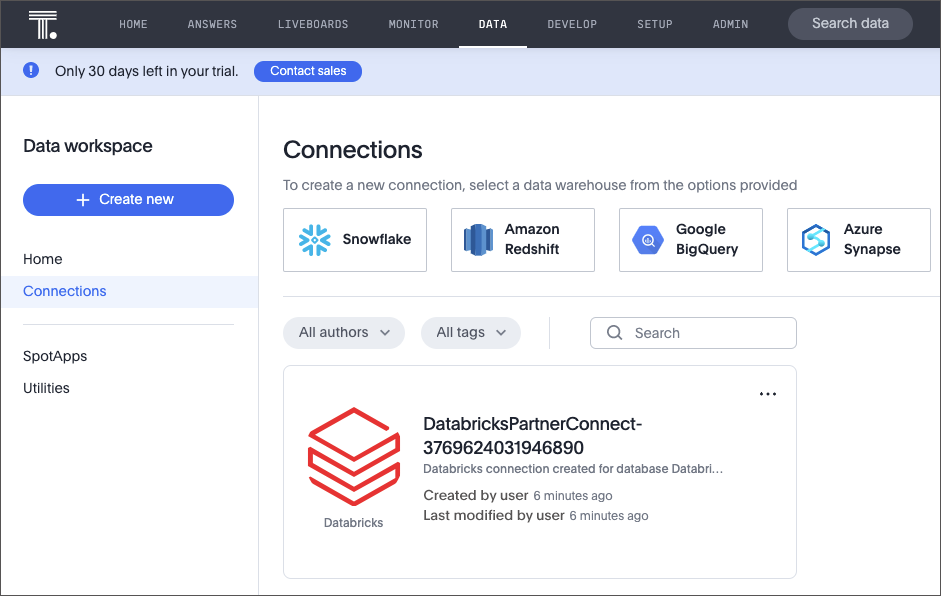 HOME ANSWERS LIVEBOARDS MONITOR DATA DEVELOP SETUP ADMIN Search data
Only 30 days left in your trial. Contact sales
Data workspace
+ Create new
Home
Connections
SpotApps
Utilities
Connections
To create a new connection, select a data warehouse from the options provided
Snowflake
Amazon
Redshift
Google
BigQuery
Azure
Synapse
All authors All tags Search
DatabricksPartnerConnect-
3769624031946890
Databricks connection created for database Databri...
Created by user 6 minutes ago
Last modified by user 6 minutes ago
Databricks